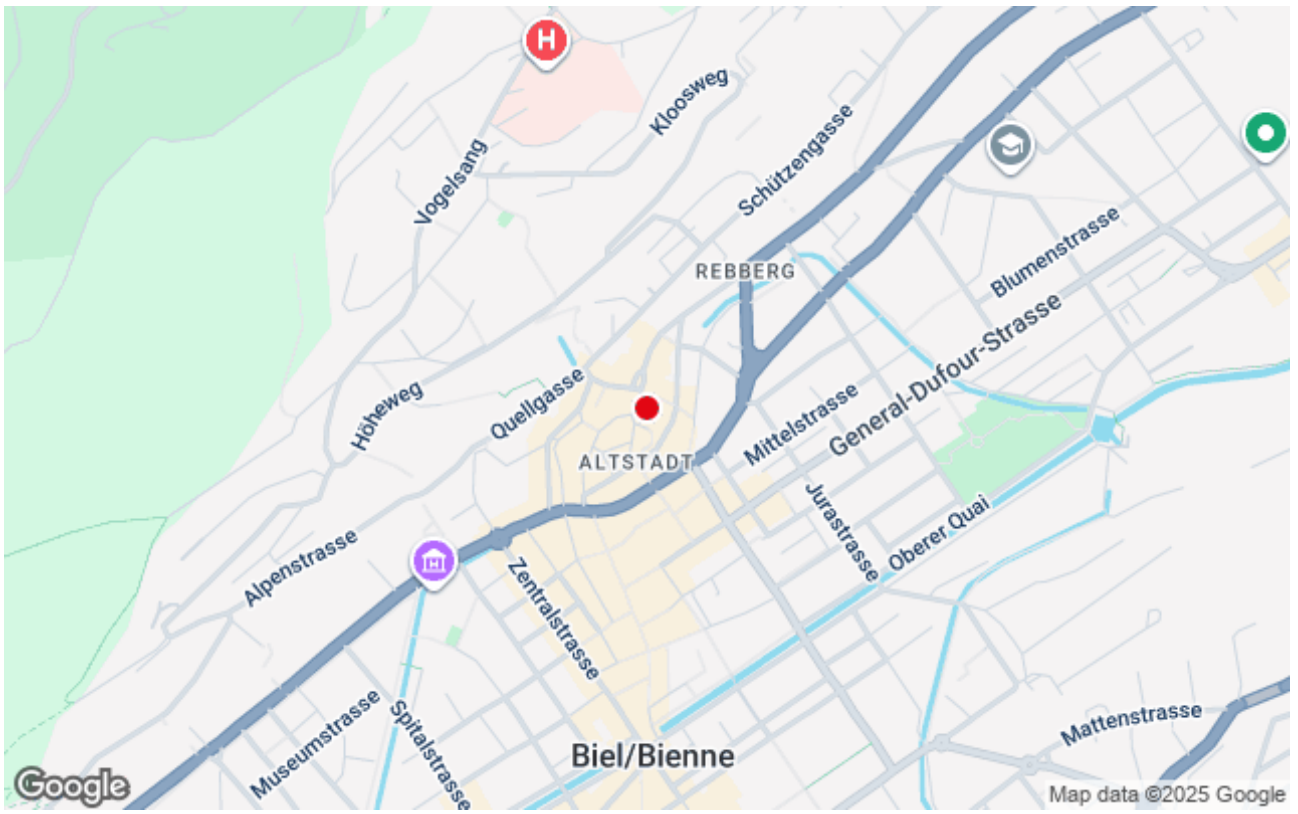 H
Kloosweg
Vogelsang
Schützengasse
REBBERG
Blumenstrasse
General-Dufour-Strasse
Höheweg
Quellgasse
Mittelstrasse
ALTSTADT
Jurastrasse
Oberer Quai
Alpenstrasse
Zentralstrasse
Museumstrasse
Spitalstrasse
Mattenstrasse
Biel/Bienne
Google
Map data ©2025 Google